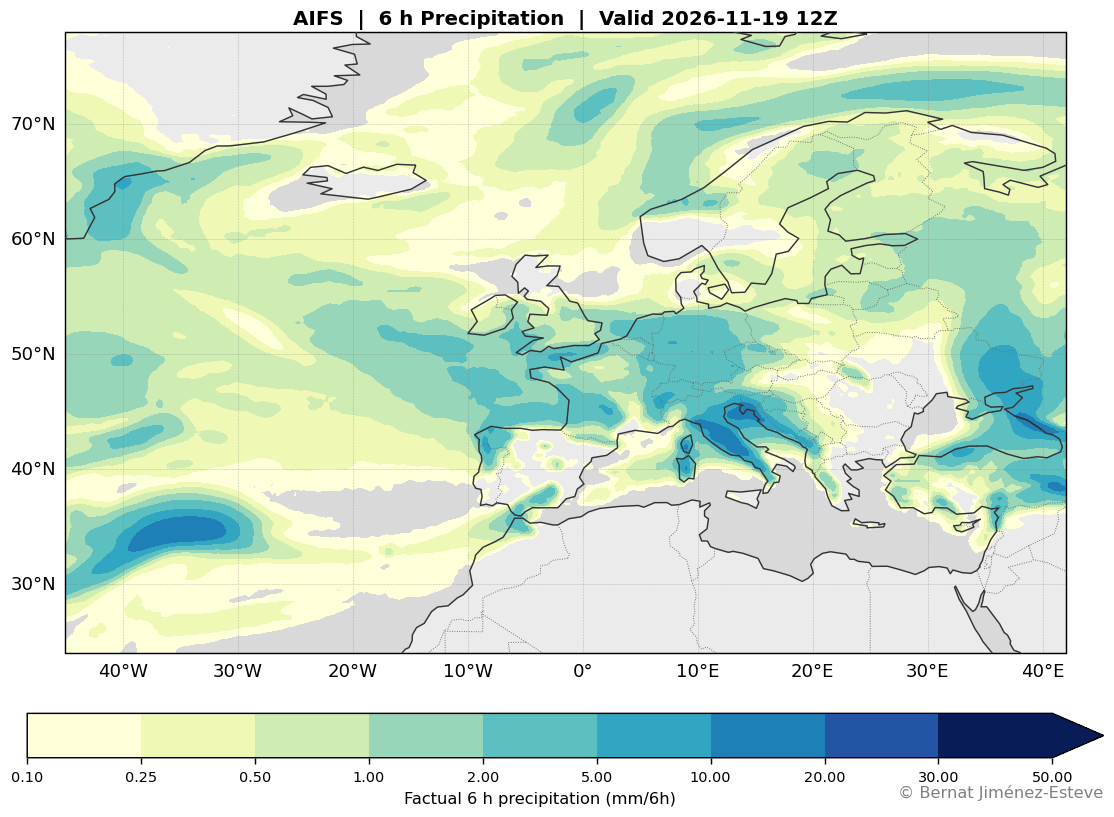 AIFS | 6 h Precipitation | Valid 2026-11-19 12Z
70°N
60°N
50°N
40°N
30°N
40°W 30°W 20°W 10°W 0° 10°E 20°E 30°E 40°E
0.10 0.25 0.50 1.00 2.00 5.00 10.00 20.00 30.00 50.00
Factual 6 h precipitation (mm/6h)
© Bernat Jiménez-Esteve